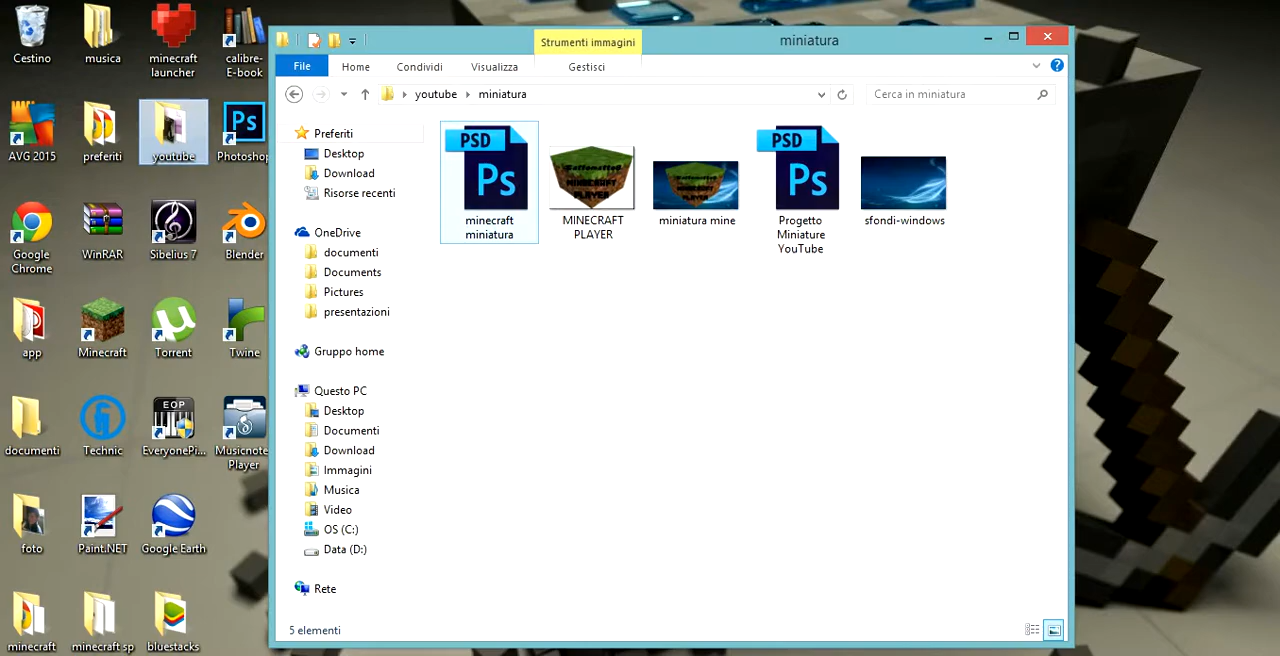 Cestino
musica
minecraft
launcher
calibre-
E-book
AVG 2015
preferiti
youtube
Ps
Photoshop
Google
Chrome
WinRAR
Sibelius 7
Blender
app
Minecraft
Torrent
Twine
documenti
Technic
EOP
EveryonePi...
Musicnote
Player
foto
Paint.NET
Google Earth
minecraft
minecraft sp
bluestacks
Strumenti immagini
miniatura
File
Home
Condividi
Visualizza
Gestisci
youtube
miniatura
Cerca in miniatura
Preferiti
Desktop
Download
Risorse recenti
OneDrive
documenti
Documents
Pictures
presentazioni
Gruppo home
Questo PC
Desktop
Documenti
Download
Immagini
Musica
Video
OS (C:)
Data (D:)
Rete
PSD
Ps
minecraft
miniatura
MINECRAFT
PLAYER
MINECRAFT
PLAYER
miniatura mine
PSD
Ps
Progetto
Miniature
YouTube
sfondi-windows
5 elementi